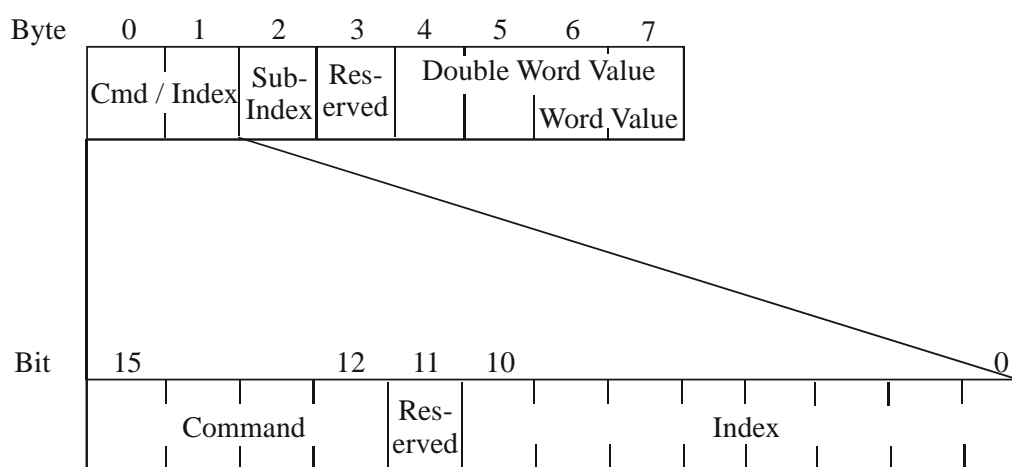 Byte 0 1 2 3 4 5 6 7
Cmd / Index
Sub-
Index
Res-
erved
Double Word Value
Word Value
Bit 15 12 11 10 0
Command
Res-
erved
Index